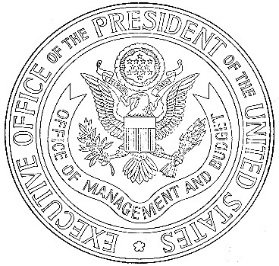 EXECUTIVE OFFICE OF THE PRESIDENT OF THE UNITED STATES
OFFICE OF MANAGEMENT AND BUDGET